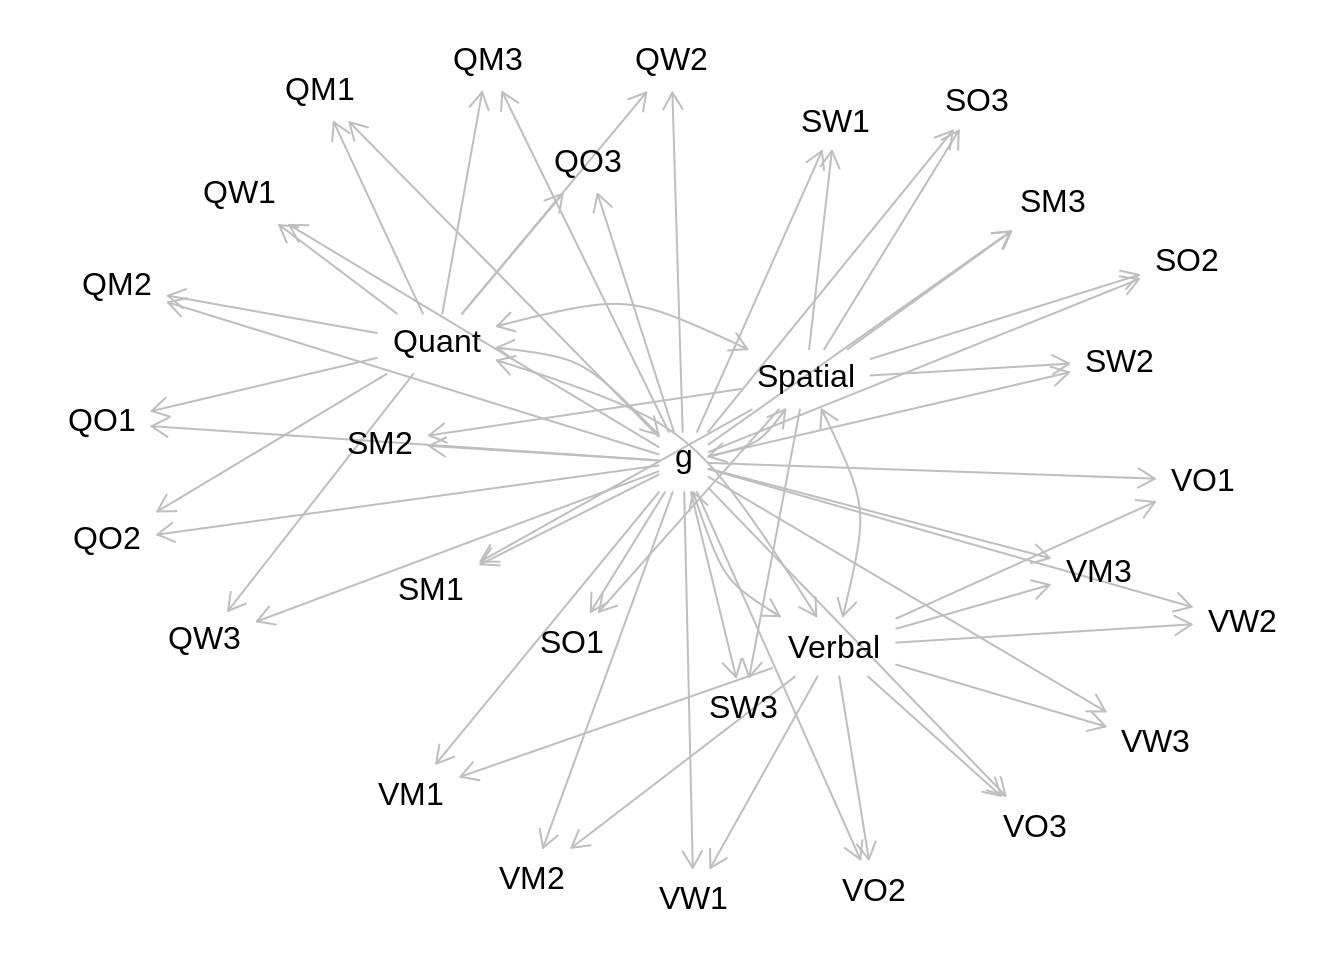 QM3
QW2
QM1
SO3
SW1
QO3
QW1
SM3
SO2
QM2
Quant
SW2
Spatial
QO1
SM2
g
VO1
QO2
VM3
SM1
VW2
QW3
SO1
Verbal
SW3
VW3
VM1
VO3
VM2
VO2
VW1